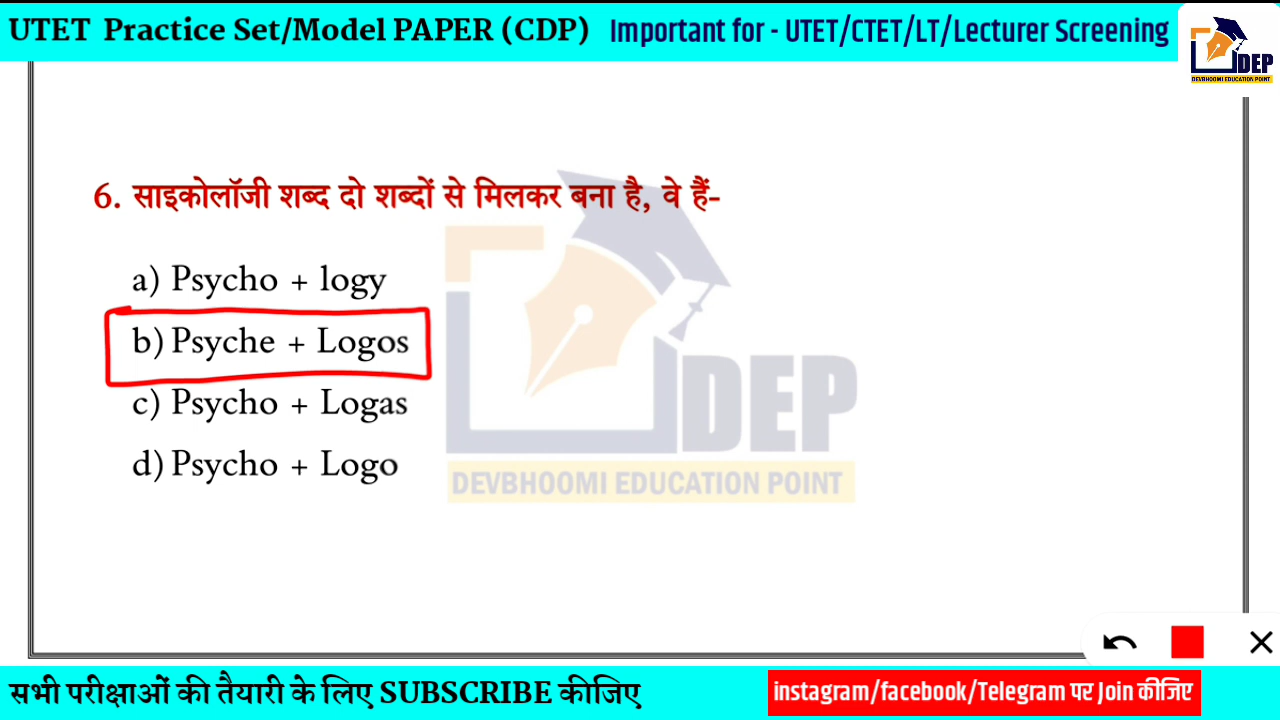 UTET Practice Set/Model PAPER (CDP) Important for - UTET/CTET/LT/Lecturer Screening
DEP
DEVBHOOMI EDUCATION POINT
6. साइकोलॉजी शब्द दो शब्दों से मिलकर बना है, वे हैं-
a) Psycho + logy
b) Psyche + Logos
c) Psycho + Logas
d) Psycho + Logo
DEP
DEVBHOOMI EDUCATION POINT
सभी परीक्षाओं की तैयारी के लिए SUBSCRIBE कीजिए
instagram/facebook/Telegram पर Join कीजिए